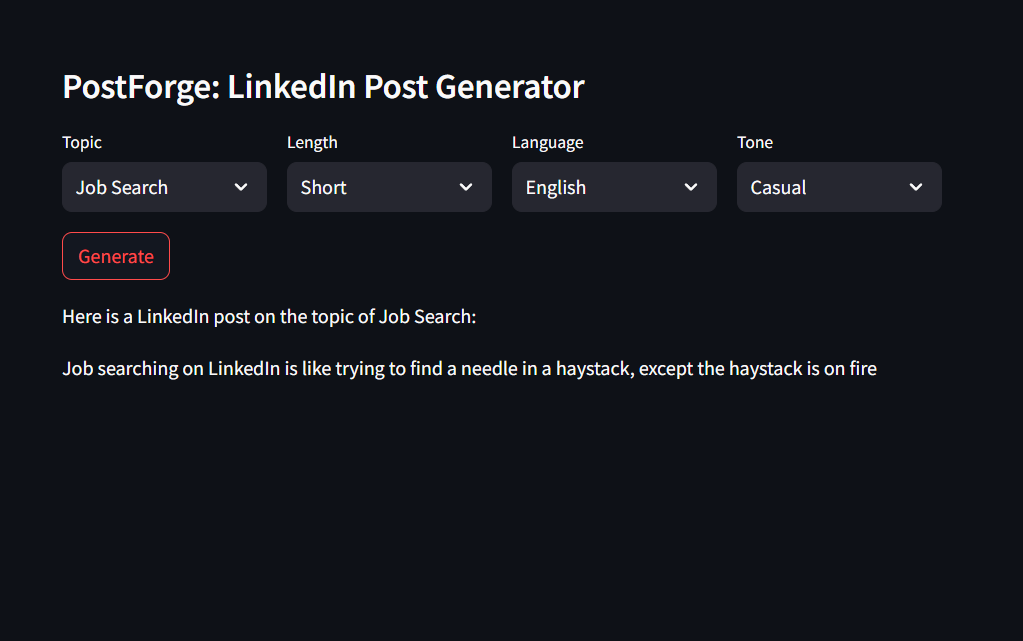 PostForge: LinkedIn Post Generator
Topic
Length
Language
Tone
Job Search
Short
English
Casual
Generate
Here is a LinkedIn post on the topic of Job Search:
Job searching on LinkedIn is like trying to find a needle in a haystack, except the haystack is on fire